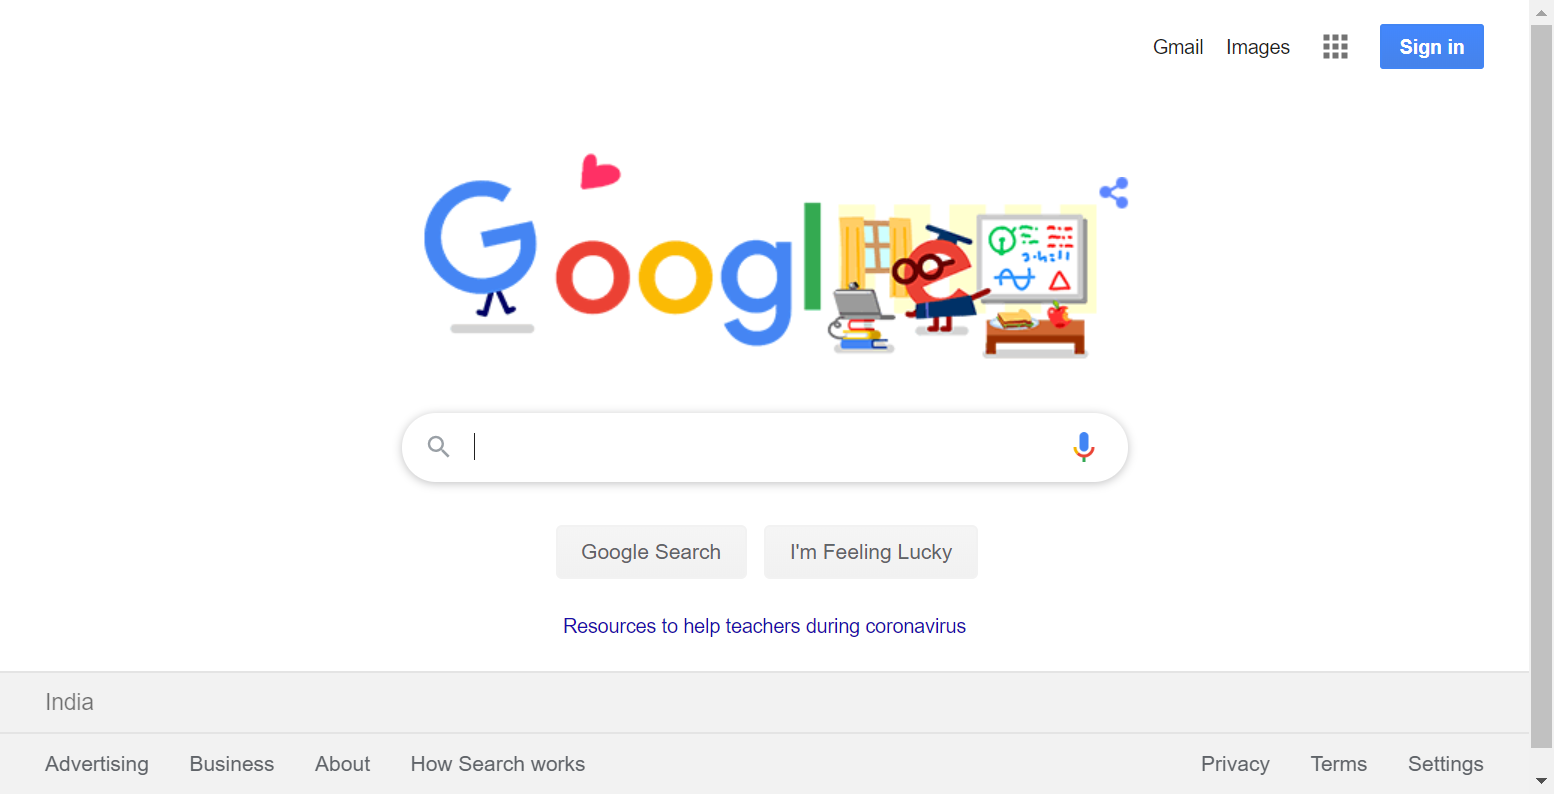 Gmail Images Sign in
Google
Google Search I'm Feeling Lucky
Resources to help teachers during coronavirus
India
Advertising Business About How Search works Privacy Terms Settings